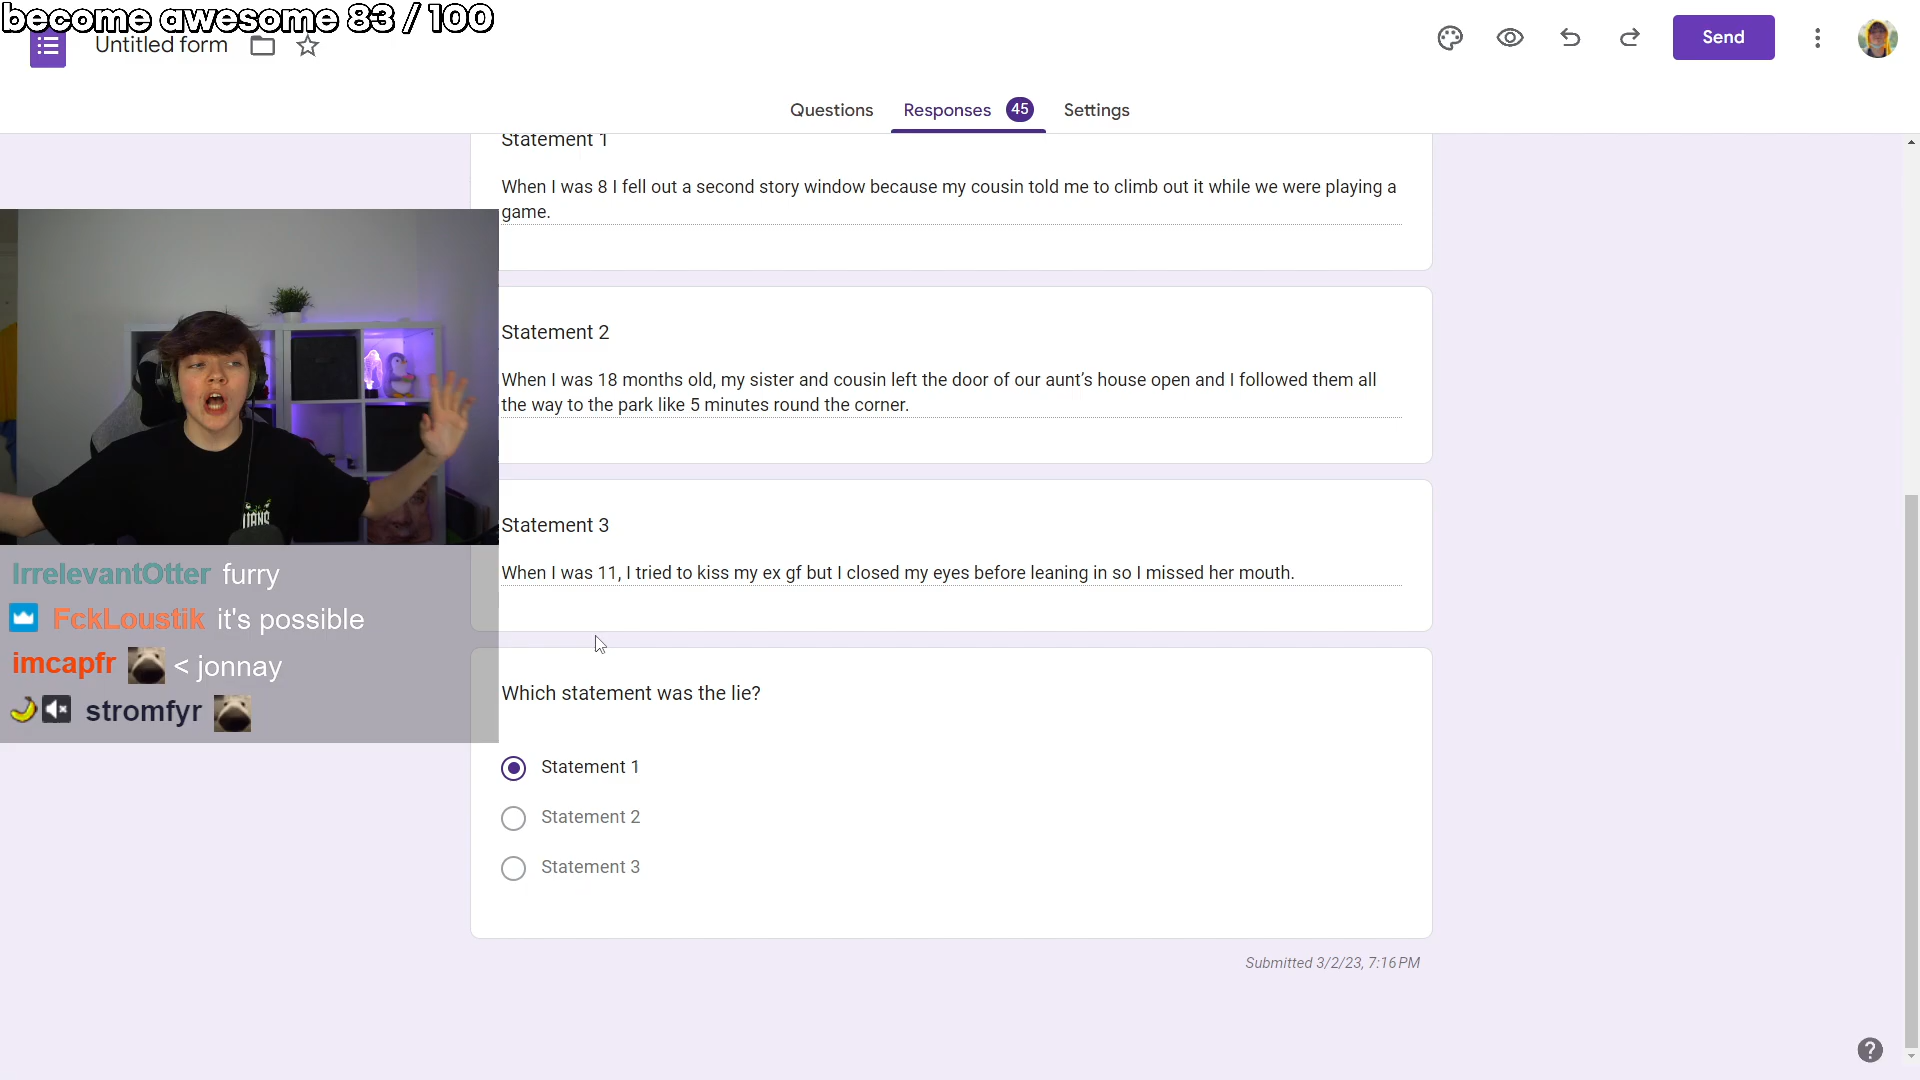 become awesome 83 / 100
Untitled form
Send
Questions
Responses 45
Settings
Statement 1
When I was 8 I fell out a second story window because my cousin told me to climb out it while we were playing a
game.
Statement 2
When I was 18 months old, my sister and cousin left the door of our aunt’s house open and I followed them all
the way to the park like 5 minutes round the corner.
Statement 3
When I was 11, I tried to kiss my ex gf but I closed my eyes before leaning in so I missed her mouth.
Which statement was the lie?
Statement 1
Statement 2
Statement 3
Submitted 3/2/23, 7:16 PM
VANS
IrrelevantOtter furry
FckLoustik it's possible
imcapfr < jonnay
stromfyr